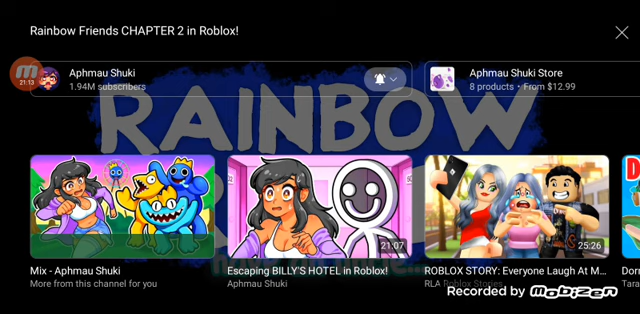 Rainbow Friends CHAPTER 2 in Roblox!
21:13
Aphmau Shuki
1.94M subscribers
Aphmau Shuki Store
8 products • From $12.99
RAINBOW
21:07
25:26
Mix - Aphmau Shuki
More from this channel for you
Escaping BILLY'S HOTEL in Roblox!
Aphmau Shuki
ROBLOX STORY: Everyone Laugh At M...
RLA Roblox Stories
Recorded by MOBIZEN